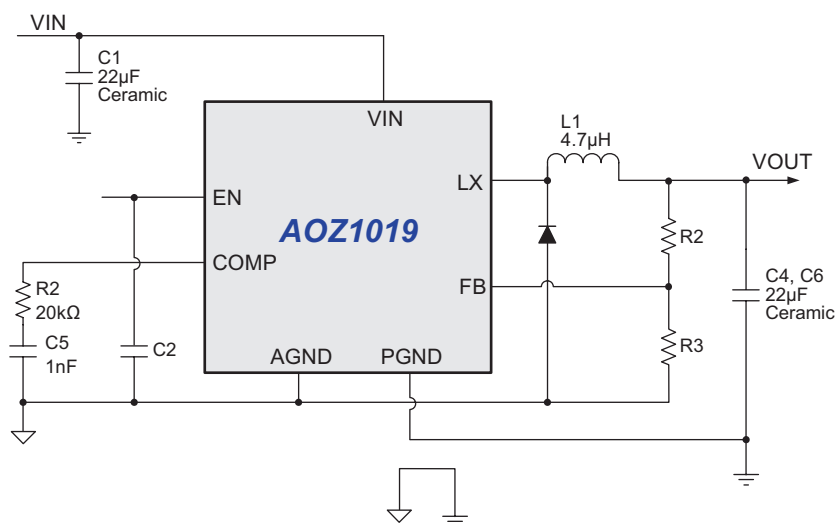 VIN
C1
22µF
Ceramic
VIN
L1
4.7µH
VOUT
EN
LX
AOZ1019
COMP
R2
R2
20kΩ
FB
C4, C6
22µF
Ceramic
C5
1nF
C2
AGND
PGND
R3